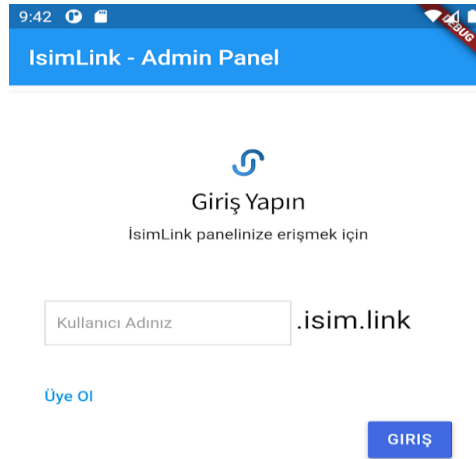 9:42
DEBUG
IsimLink - Admin Panel
Giriş Yapın
İsimLink panelinize erişmek için
Kullanıcı Adınız .isim.link
Üye Ol
GIRIŞ